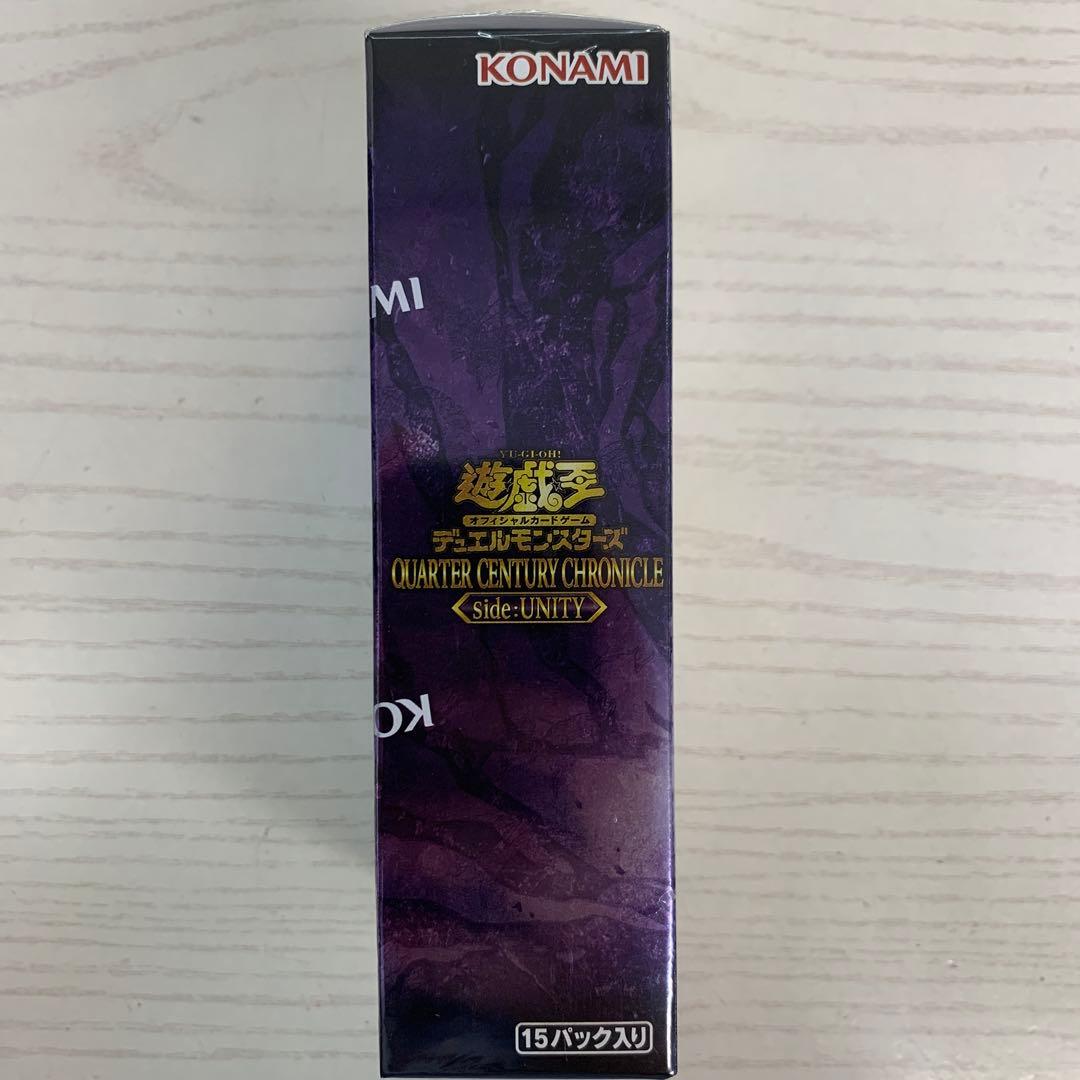 KONAMI
MI
YU-GI-OH!
遊戯王
オフィシャルカードゲーム
デュエルモンスターズ
QUARTER CENTURY CHRONICLE
side:UNITY
KO
15パック入り